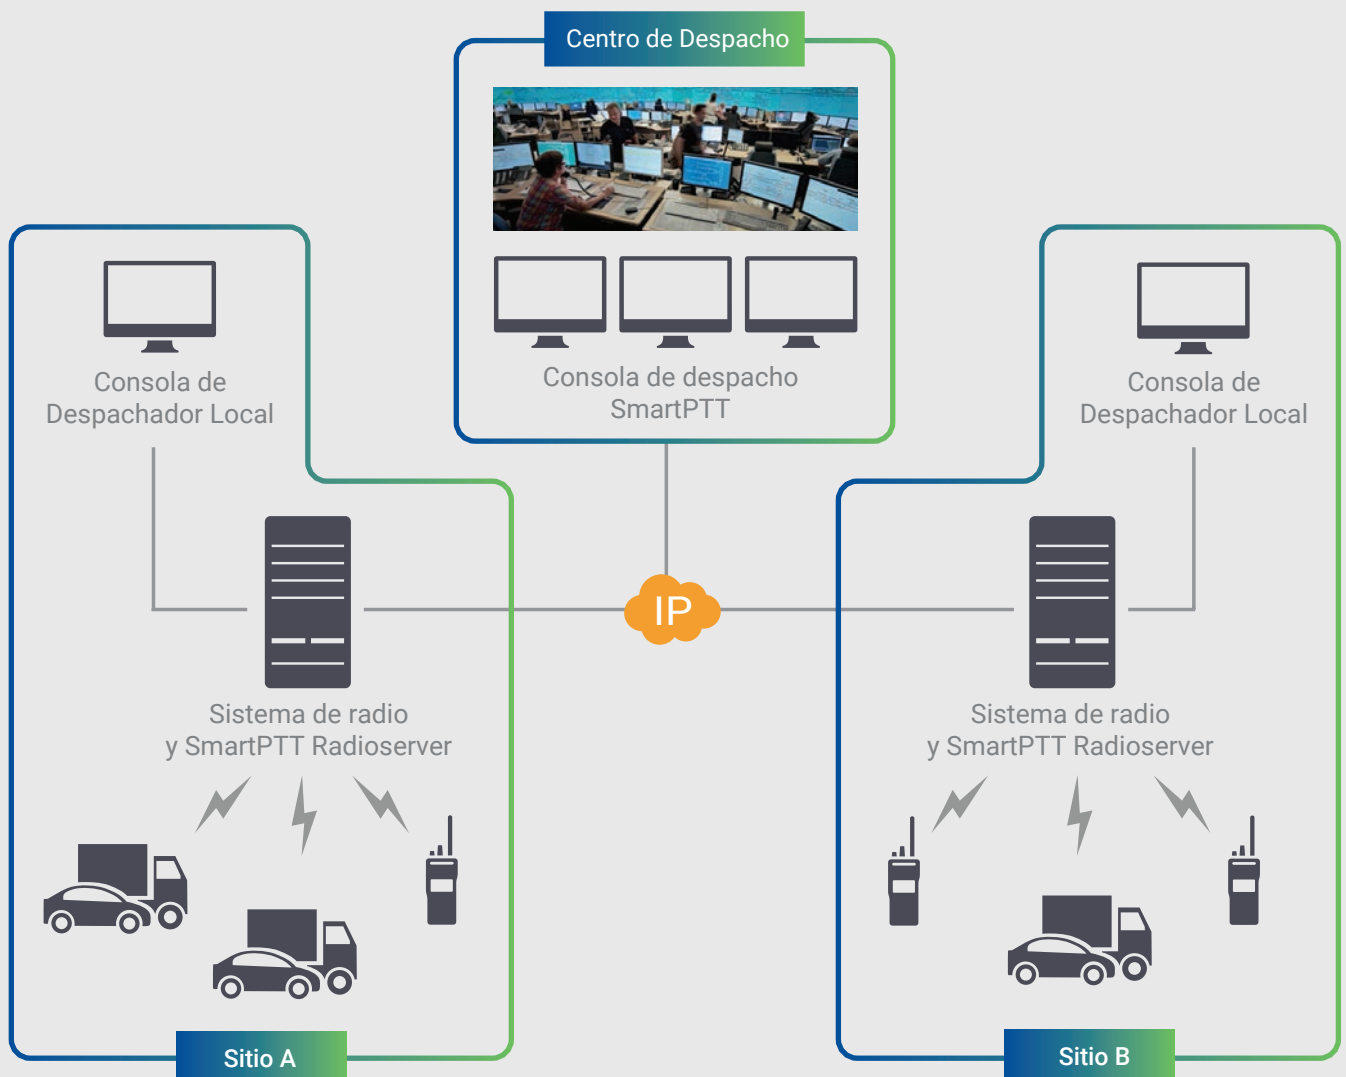 Centro de Despacho
Consola de despacho
SmartPTT
Consola de
Despachador Local
Consola de
Despachador Local
IP
Sistema de radio
y SmartPTT Radioserver
Sistema de radio
y SmartPTT Radioserver
Sitio A
Sitio B